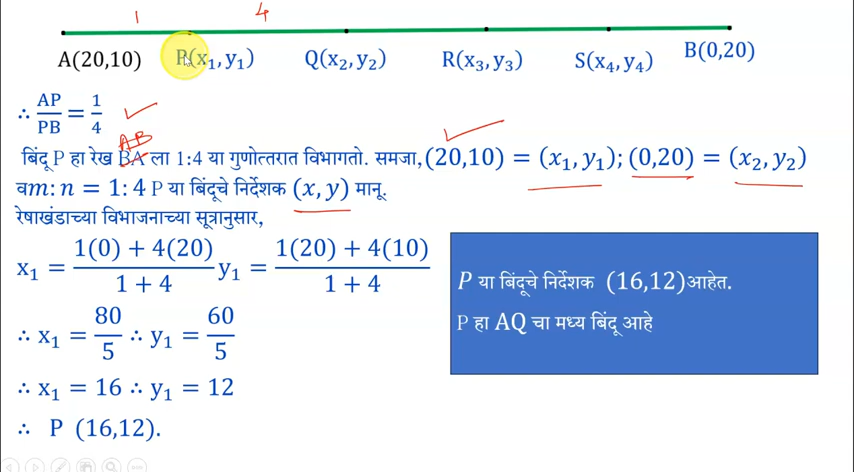 1 4
A(20,10) P(x₁, y₁) Q(x₂, y₂) R(x₃, y₃) S(x₄, y₄) B(0,20)
∴ AP/PB = 1/4
AB
बिंदू P हा रेख BA ला 1:4 या गुणोत्तरात विभागतो. समजा, (20,10) = (x₁, y₁); (0,20) = (x₂, y₂)
व m: n = 1: 4 P या बिंदूचे निर्देशक (x, y) मानू.
रेषाखंडाच्या विभाजनाच्या सूत्रानुसार,
x₁ = (1(0) + 4(20))/(1 + 4) y₁ = (1(20) + 4(10))/(1 + 4)
∴ x₁ = 80/5 ∴ y₁ = 60/5
∴ x₁ = 16 ∴ y₁ = 12
∴ P (16,12).
P या बिंदूचे निर्देशक (16,12)आहेत.
P हा AQ चा मध्य बिंदू आहे